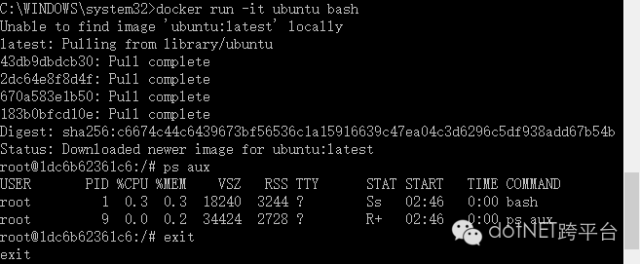 C:\WINDOWS\system32>docker run -it ubuntu bash
Unable to find image 'ubuntu:latest' locally
latest: Pulling from library/ubuntu
43db9dbdcb30: Pull complete
2dc64e8f8d4f: Pull complete
670a583e1b50: Pull complete
183b0bfcd10e: Pull complete
Digest: sha256:c6674c44c6439673bf56536c1a15916639c47ea04c3d6296c5df938add67b54b
Status: Downloaded newer image for ubuntu:latest
root@1dc6b62361c6:/# ps aux
USER PID %CPU %MEM VSZ RSS TTY STAT START TIME COMMAND
root 1 0.3 0.3 18240 3244 ? Ss 02:46 0:00 bash
root 9 0.0 0.2 34424 2728 ? R+ 02:46 0:00 ps aux
root@1dc6b62361c6:/# exit
exit
dotNET跨平台